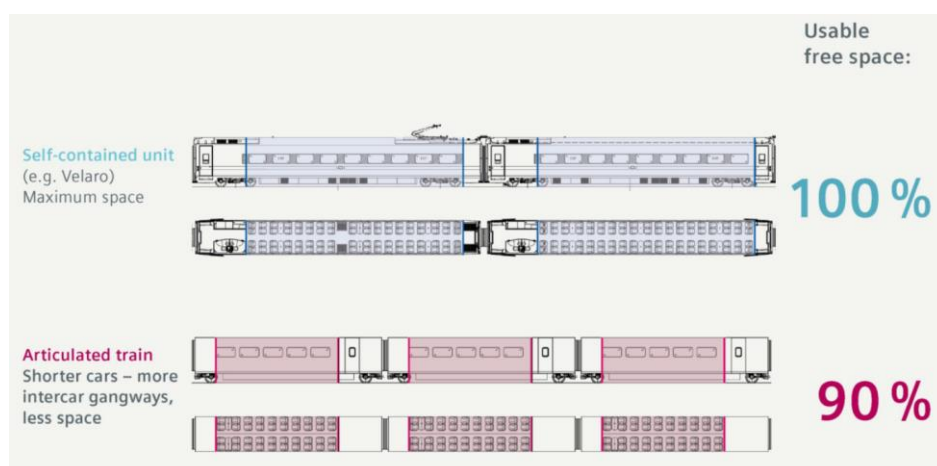 Usable
free space:
Self-contained unit
(e.g. Velaro)
Maximum space
100 %
Articulated train
Shorter cars – more
intercar gangways,
less space
90 %